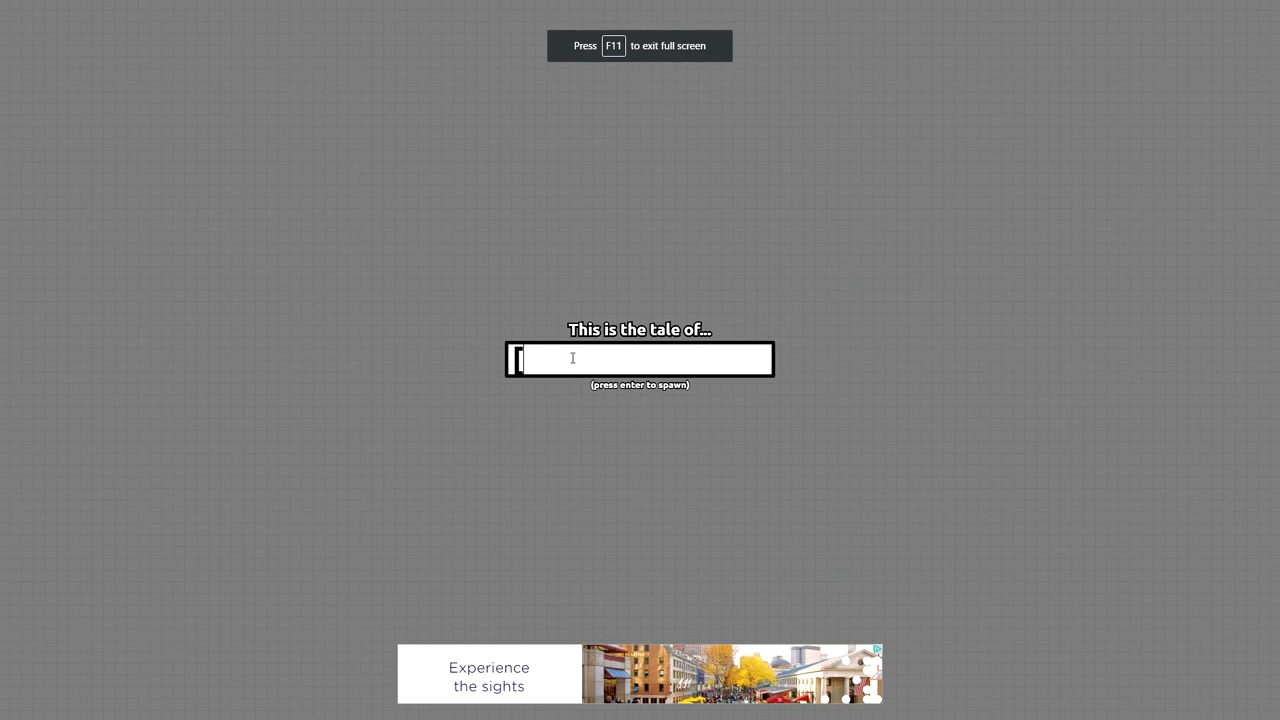 Press F11 to exit full screen
This is the tale of...
[
(press enter to spawn)
Experience
the sights